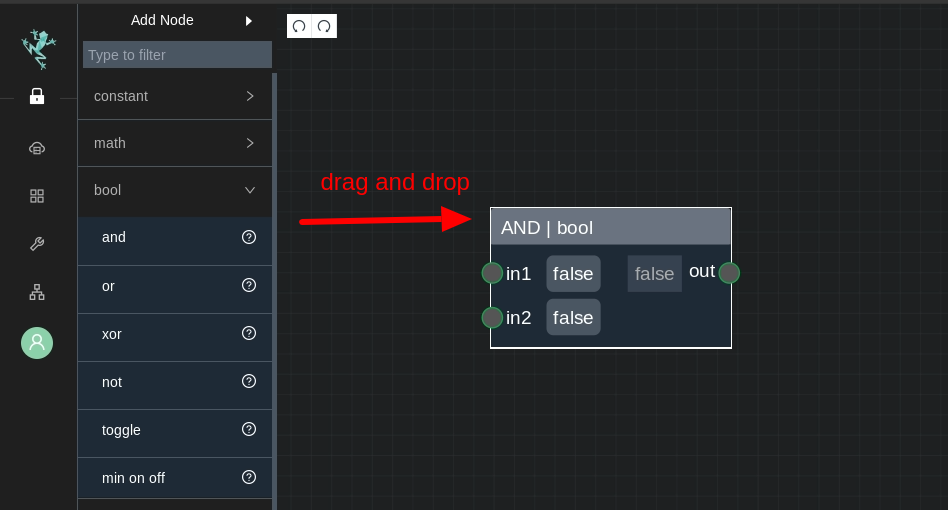 Add Node
Type to filter
constant
math
bool
and
or
xor
not
toggle
min on off
drag and drop
AND | bool
in1 false false out
in2 false